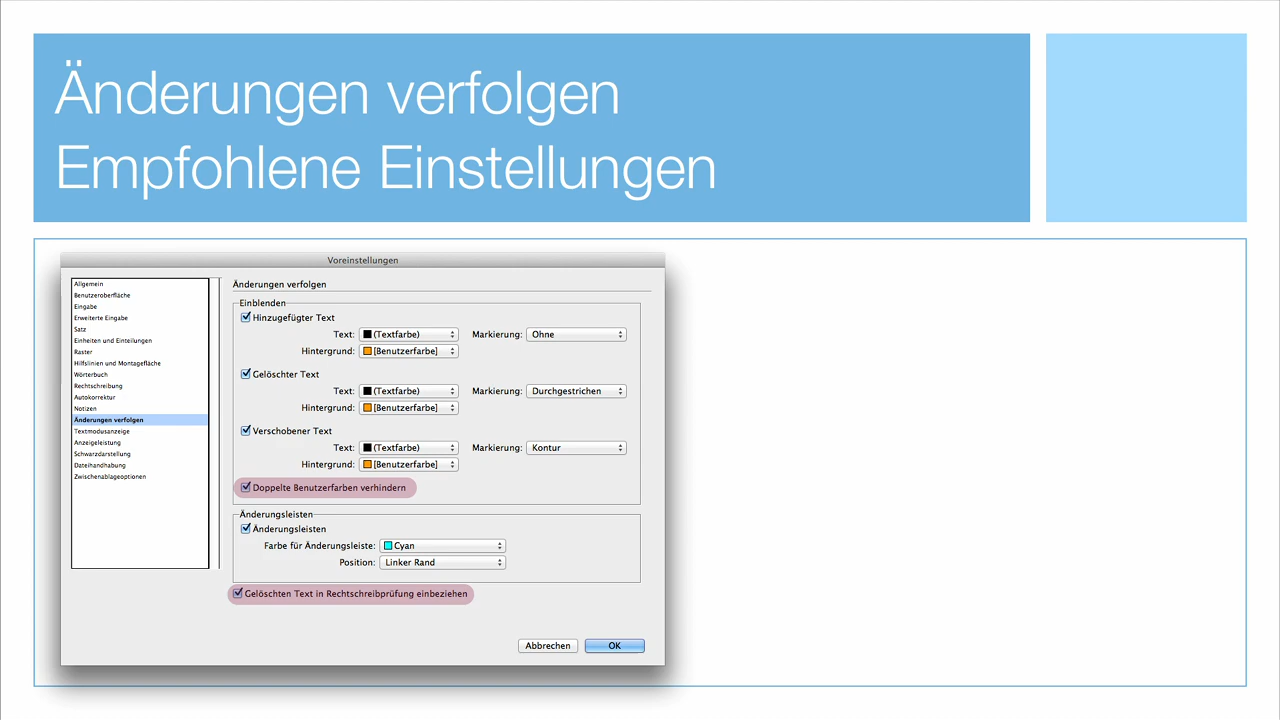 Änderungen verfolgen
Empfohlene Einstellungen
Voreinstellungen
Allgemein
Benutzeroberfläche
Eingabe
Erweiterte Eingabe
Satz
Einheiten und Einteilungen
Raster
Hilfslinien und Montagefläche
Wörterbuch
Rechtschreibung
Autokorrektur
Notizen
Änderungen verfolgen
Textmodusanzeige
Anzeigeleistung
Schwarzdarstellung
Dateihandhabung
Zwischenablageoptionen
Änderungen verfolgen
Einblenden
Hinzugefügter Text
Text: (Textfarbe) Markierung: Ohne
Hintergrund: [Benutzerfarbe]
Gelöschter Text
Text: (Textfarbe) Markierung: Durchgestrichen
Hintergrund: [Benutzerfarbe]
Verschobener Text
Text: (Textfarbe) Markierung: Kontur
Hintergrund: [Benutzerfarbe]
Doppelte Benutzerfarben verhindern
Änderungsleisten
Änderungsleisten
Farbe für Änderungsleiste: Cyan
Position: Linker Rand
Gelöschten Text in Rechtschreibprüfung einbeziehen
Abbrechen OK